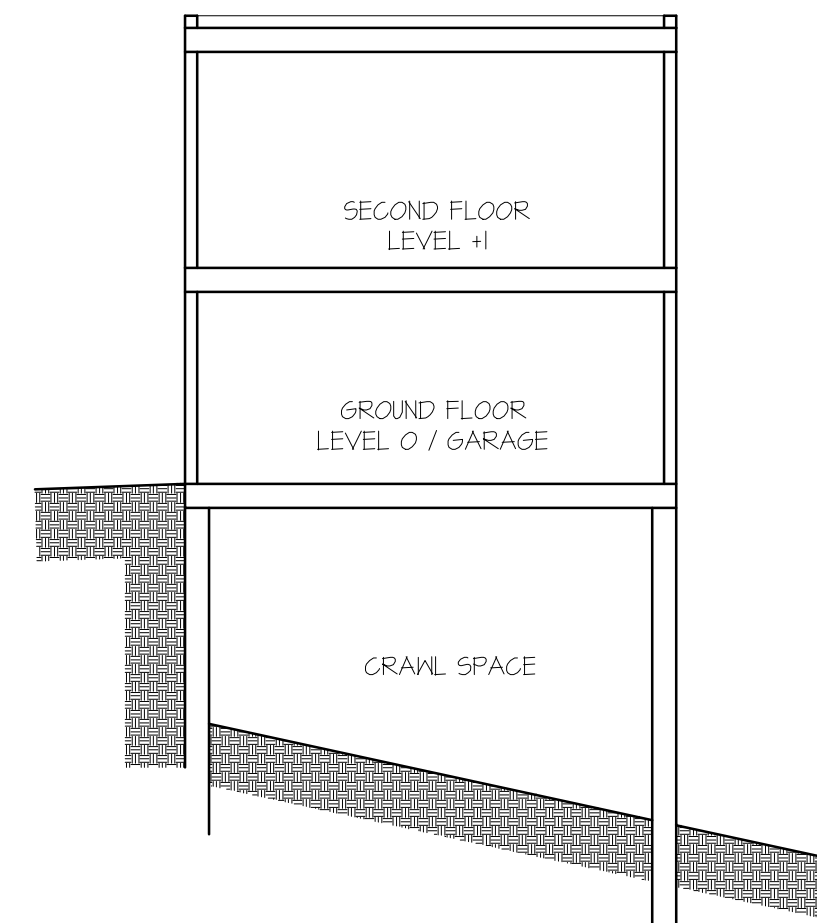 SECOND FLOOR
LEVEL +1
GROUND FLOOR
LEVEL 0 / GARAGE
CRAWL SPACE